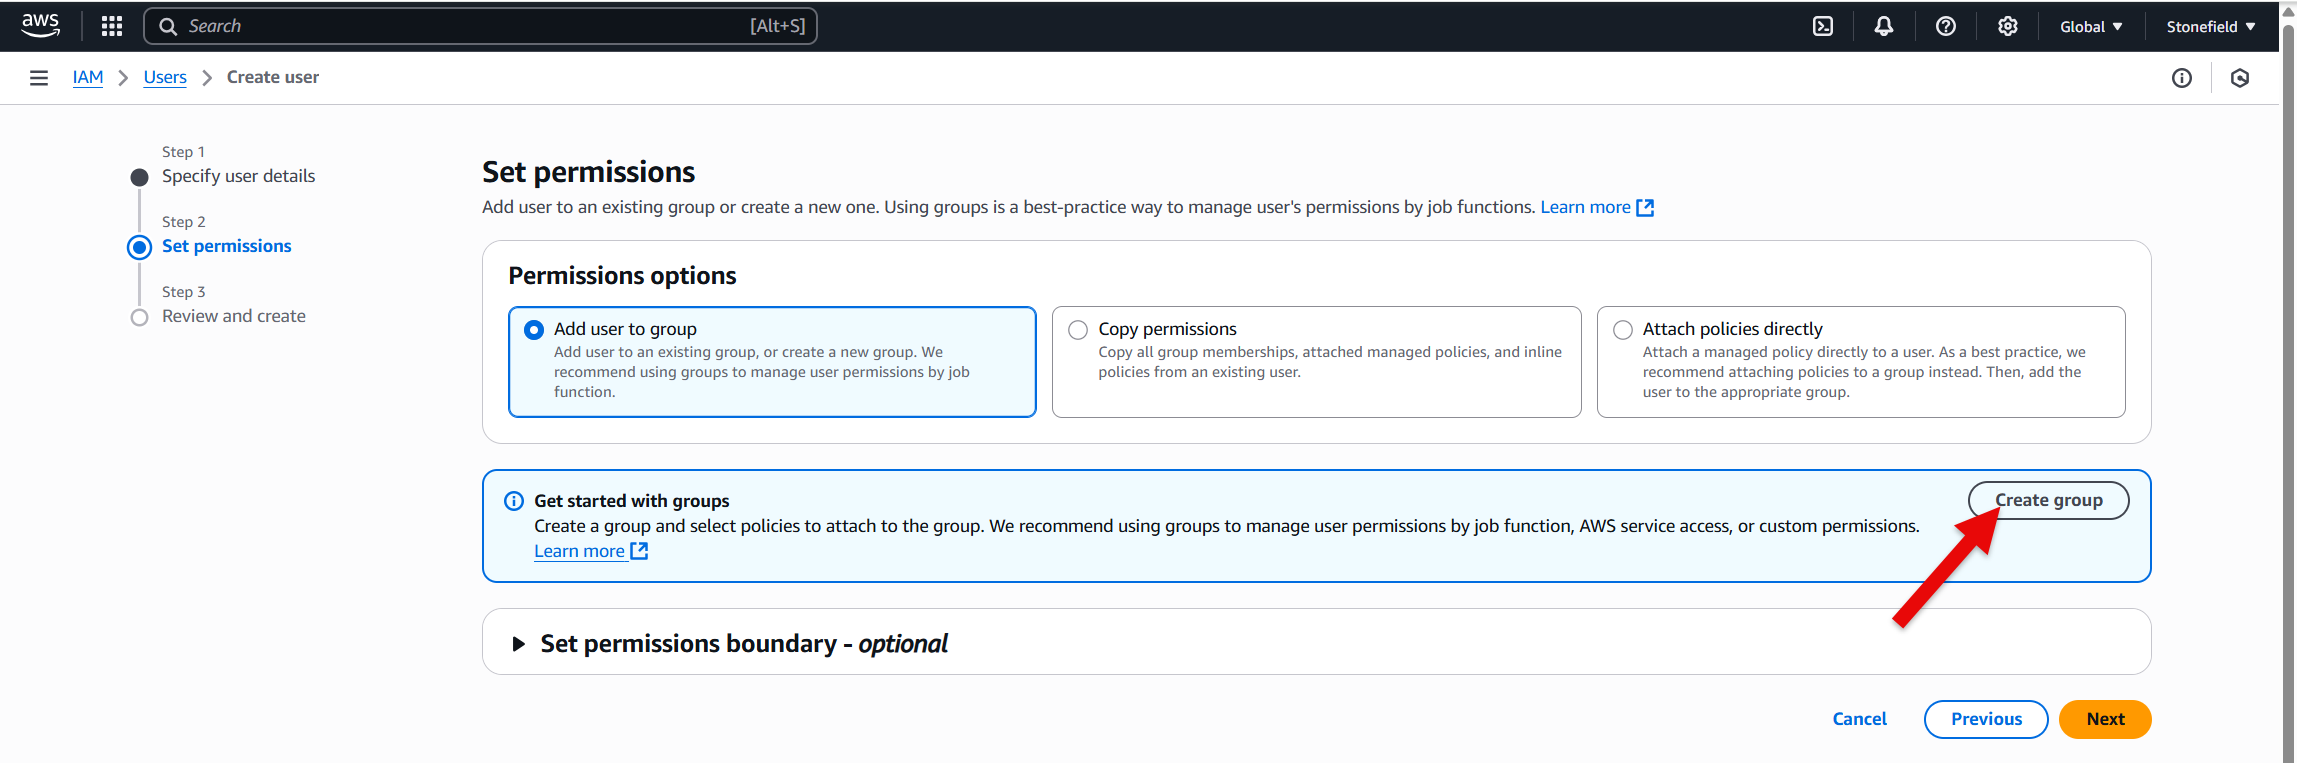 aws
Search [Alt+S]
Global
Stonefield
IAM
Users
Create user
Step 1
Specify user details
Step 2
Set permissions
Step 3
Review and create
Set permissions
Add user to an existing group or create a new one. Using groups is a best-practice way to manage user's permissions by job functions. Learn more
Permissions options
Add user to group
Add user to an existing group, or create a new group. We
recommend using groups to manage user permissions by job
function.
Copy permissions
Copy all group memberships, attached managed policies, and inline
policies from an existing user.
Attach policies directly
Attach a managed policy directly to a user. As a best practice, we
recommend attaching policies to a group instead. Then, add the
user to the appropriate group.
Get started with groups
Create a group and select policies to attach to the group. We recommend using groups to manage user permissions by job function, AWS service access, or custom permissions.
Learn more
Create group
Set permissions boundary - optional
Cancel
Previous
Next